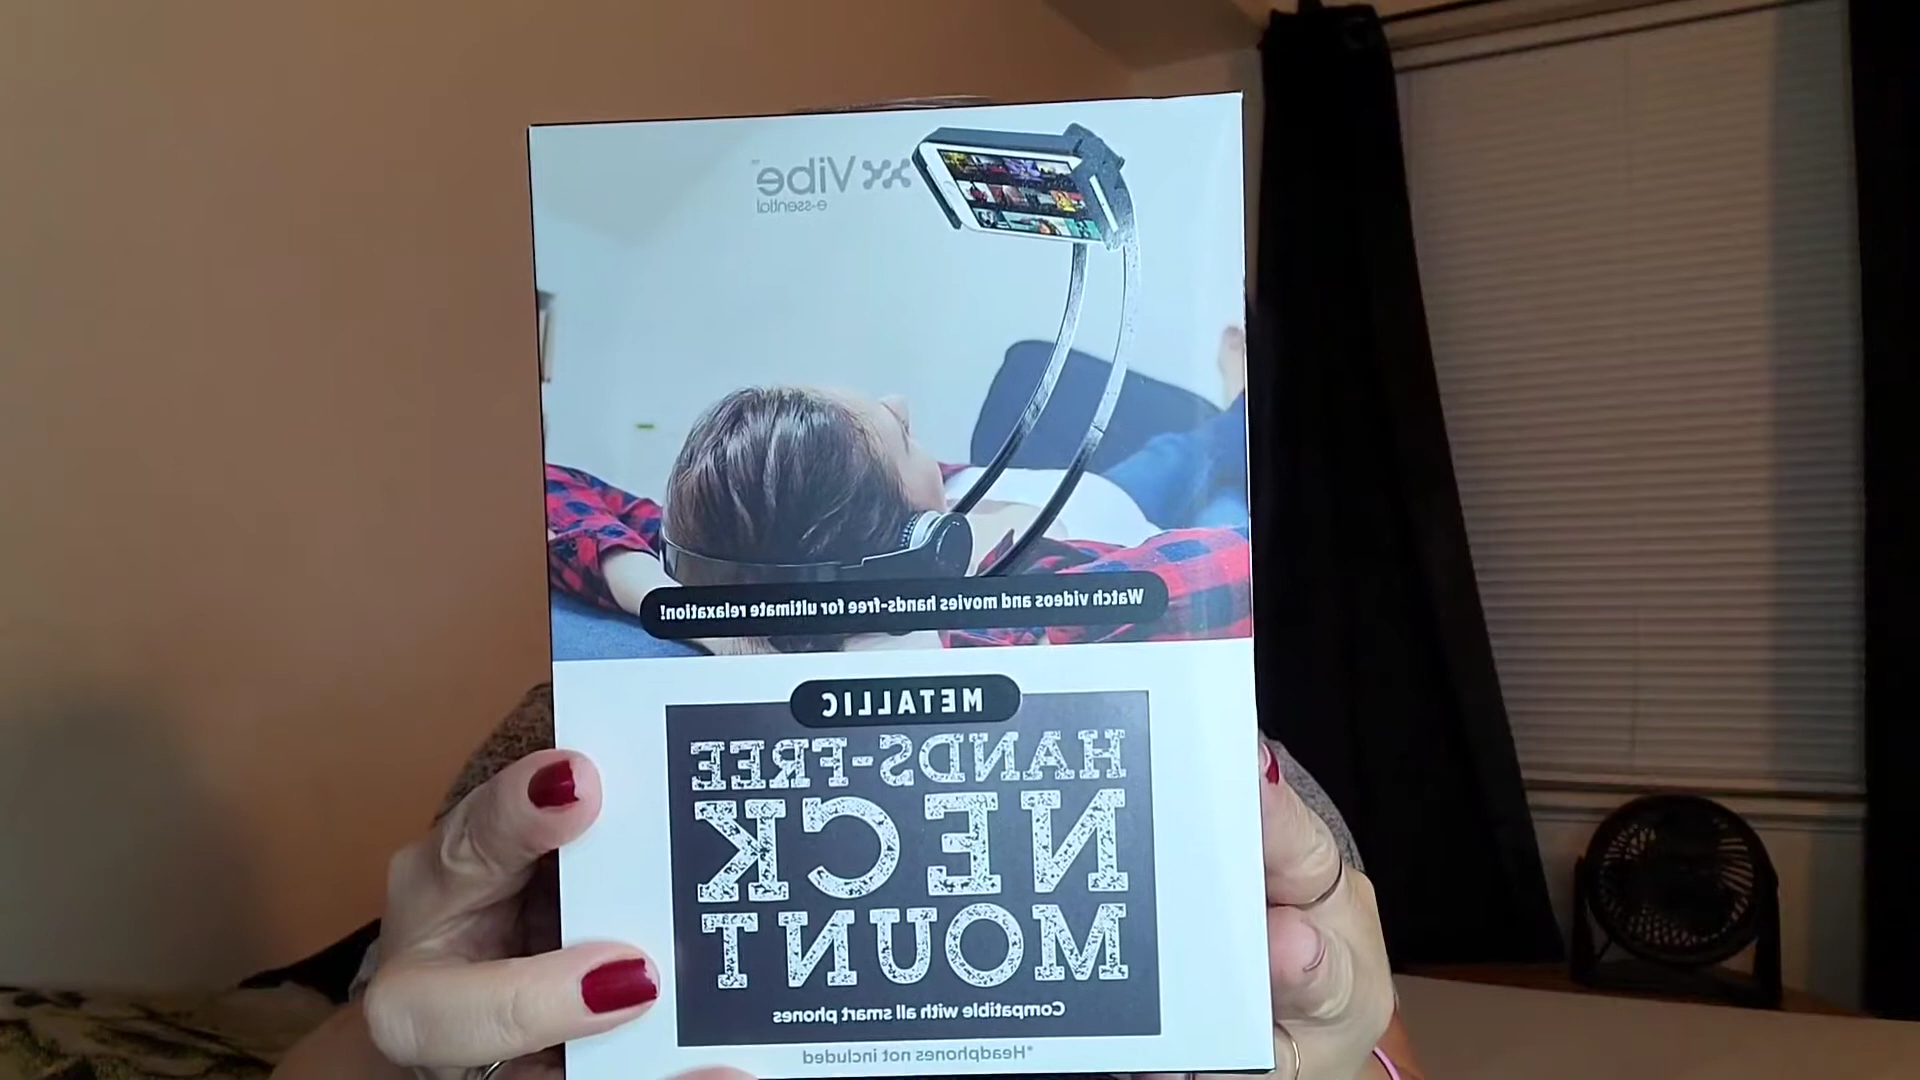 Vibe™
e-ssential
Watch videos and movies hands-free for ultimate relaxation!
METALLIC
HANDS-FREE
NECK
MOUNT
Compatible with all smart phones
*Headphones not included